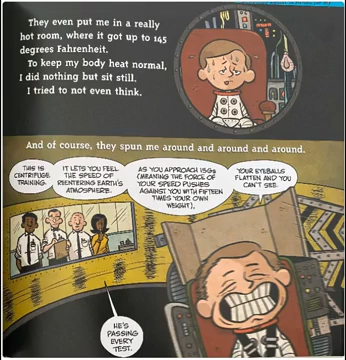 They even put me in a really
hot room, where it got up to 145
degrees Fahrenheit.
To keep my body heat normal,
I did nothing but sit still.
I tried to not even think.
And of course, they spun me around and around and around.
THIS IS
CENTRIFUGE
TRAINING.
IT LETS YOU FEEL
THE SPEED OF
REENTERING EARTH'S
ATMOSPHERE.
AS YOU APPROACH 15Gs
(MEANING THE FORCE OF
YOUR SPEED PUSHES
AGAINST YOU WITH FIFTEEN
TIMES YOUR OWN
WEIGHT),
YOUR EYEBALLS
FLATTEN AND YOU
CAN'T SEE.
HE'S
PASSING
EVERY
TEST.